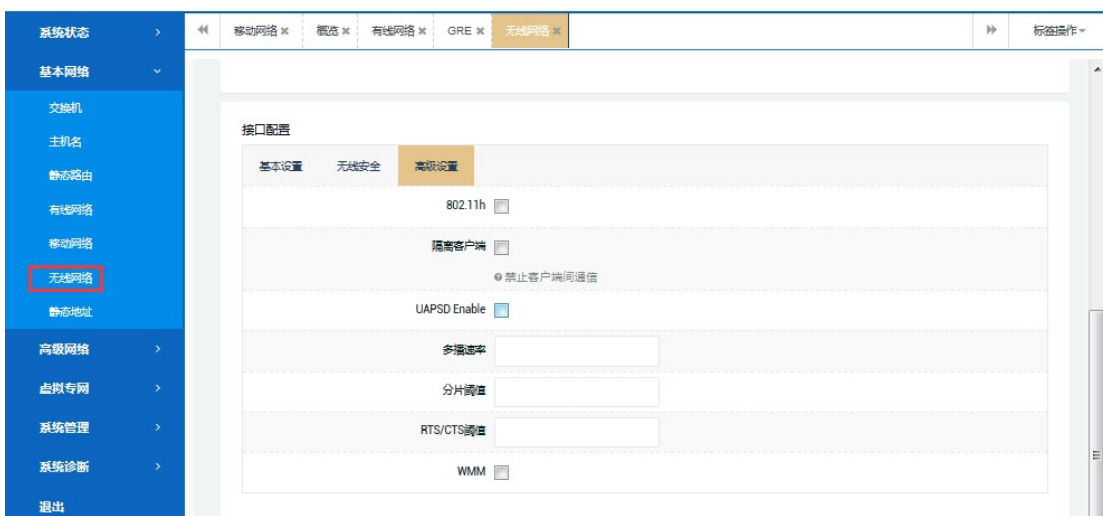 系统状态
基本网络
交换机
主机名
静态路由
有线网络
移动网络
无线网络
静态地址
高级网络
虚拟专网
系统管理
系统诊断
退出
移动网络 概览 有线网络 GRE 无线网络 标签操作
接口配置
基本设置 无线安全 高级设置
802.11h
隔离客户端
禁止客户端间通信
UAPSD Enable
多播速率
分片阈值
RTS/CTS阈值
WMM